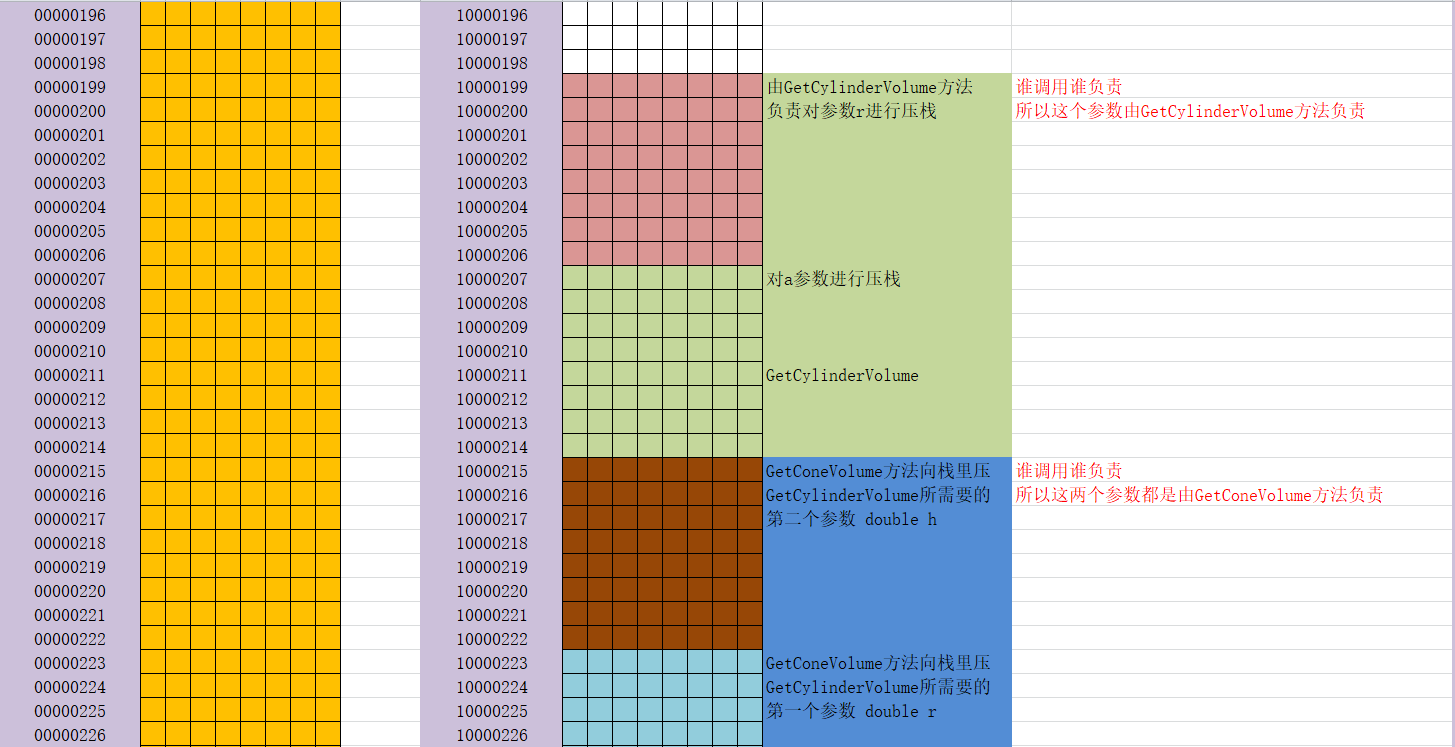 00000196 10000196
00000197 10000197
00000198 10000198
00000199 10000199 由GetCylinderVolume方法 谁调用谁负责
00000200 10000200 负责对参数r进行压栈 所以这个参数由GetCylinderVolume方法负责
00000201 10000201
00000202 10000202
00000203 10000203
00000204 10000204
00000205 10000205
00000206 10000206
00000207 10000207 对a参数进行压栈
00000208 10000208
00000209 10000209
00000210 10000210
00000211 10000211 GetCylinderVolume
00000212 10000212
00000213 10000213
00000214 10000214
00000215 10000215 GetConeVolume方法向栈里压 谁调用谁负责
00000216 10000216 GetCylinderVolume所需要的 所以这两个参数都是由GetConeVolume方法负责
00000217 10000217 第二个参数 double h
00000218 10000218
00000219 10000219
00000220 10000220
00000221 10000221
00000222 10000222
00000223 10000223 GetConeVolume方法向栈里压
00000224 10000224 GetCylinderVolume所需要的
00000225 10000225 第一个参数 double r
00000226 10000226